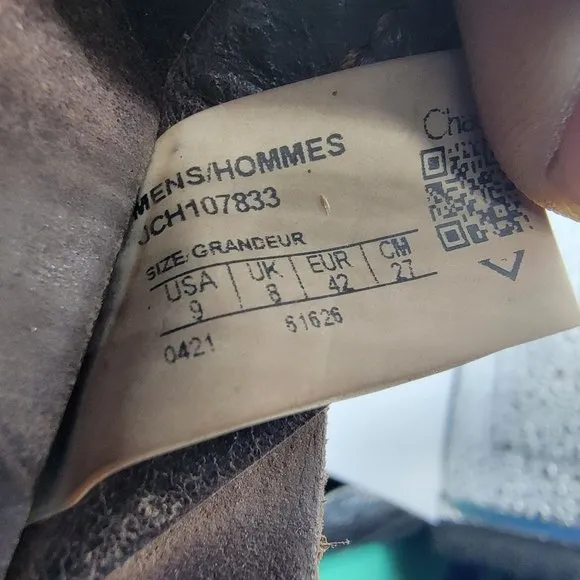 MENS/HOMMES
JCH107833
SIZE/GRANDEUR
USA UK EUR CM
9 8 42 27
0421 61626